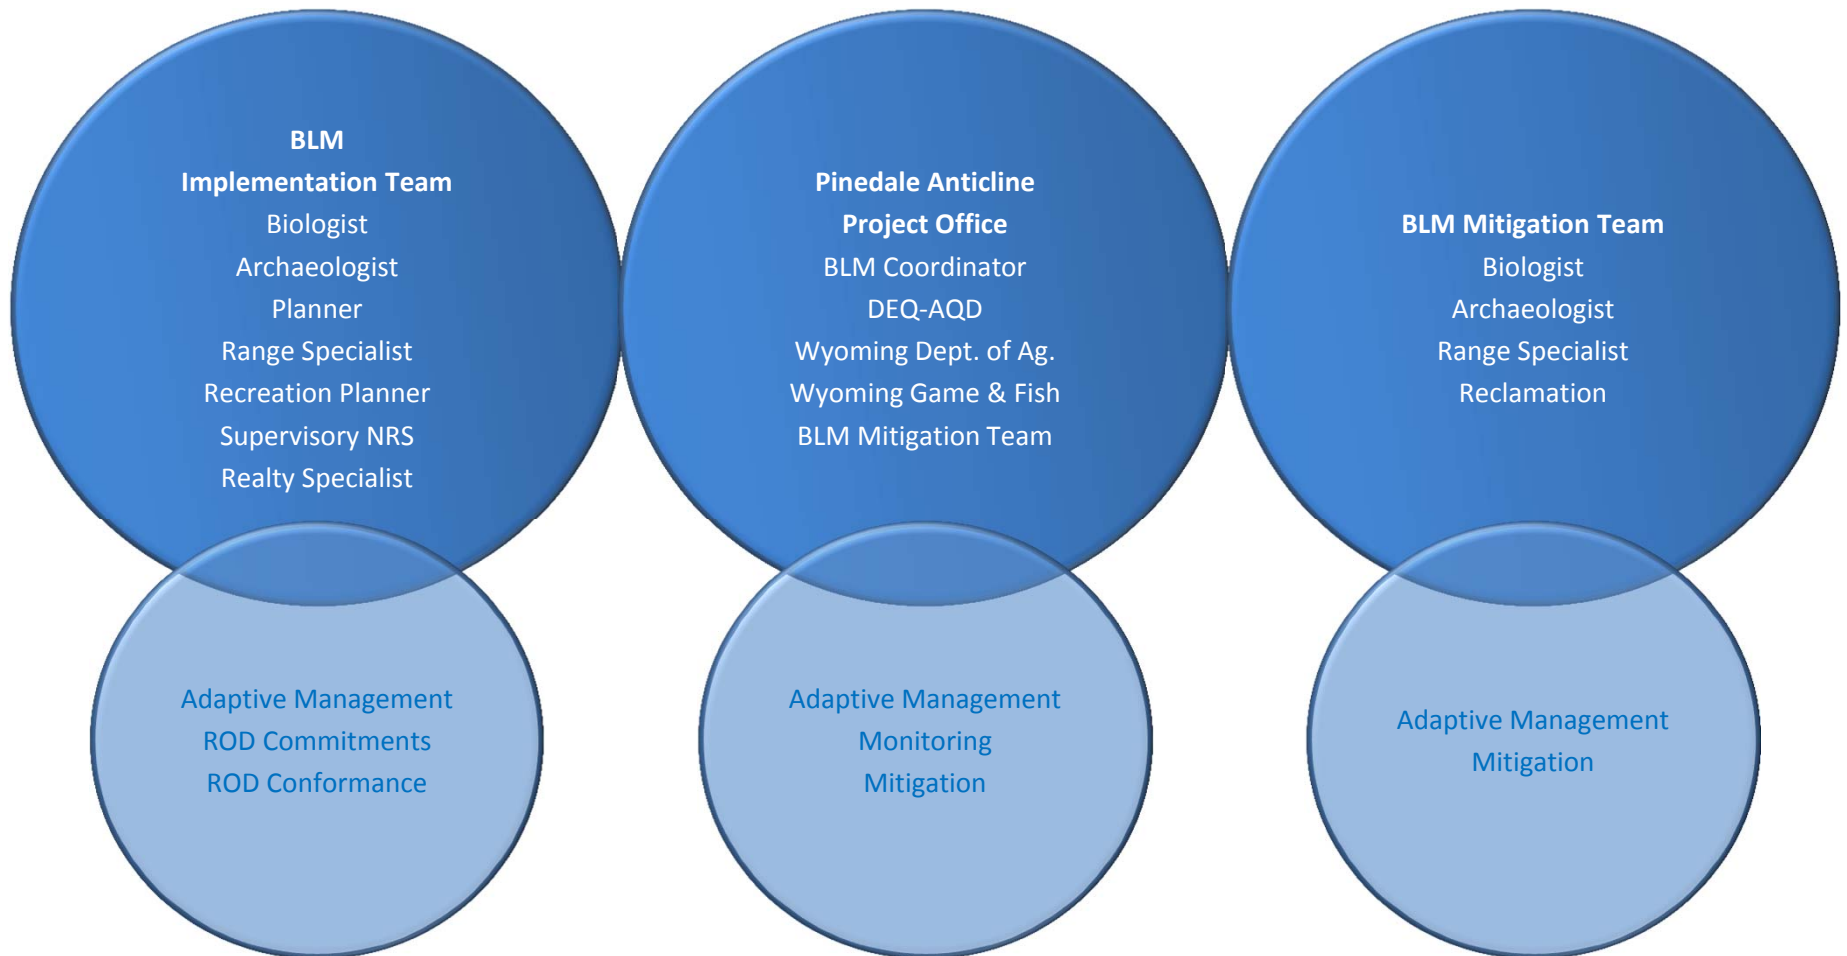 BLM
Implementation Team
Biologist
Archaeologist
Planner
Range Specialist
Recreation Planner
Supervisory NRS
Realty Specialist
Adaptive Management
ROD Commitments
ROD Conformance
Pinedale Anticline
Project Office
BLM Coordinator
DEQ-AQD
Wyoming Dept. of Ag.
Wyoming Game & Fish
BLM Mitigation Team
Adaptive Management
Monitoring
Mitigation
BLM Mitigation Team
Biologist
Archaeologist
Range Specialist
Reclamation
Adaptive Management
Mitigation